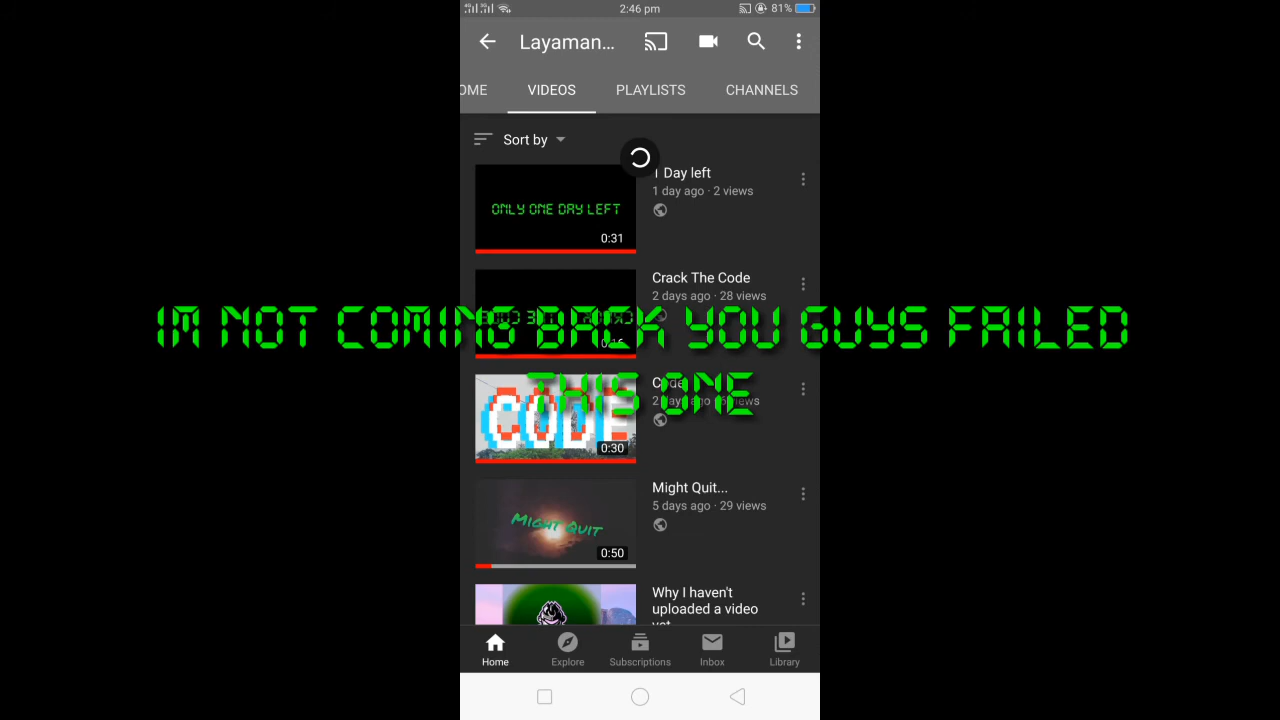 2:46 pm 81%
Layaman...
OME VIDEOS PLAYLISTS CHANNELS
Sort by
1 Day left
1 day ago · 2 views
ONLY ONE DAY LEFT
0:31
Crack The Code
2 days ago · 28 views
IM NOT COMING BACK YOU GUYS FAILED
THIS ONE
CODE
0:30
Might Quit...
5 days ago · 29 views
MIGHT QUIT
0:50
Why I haven't
uploaded a video
yet
Home Explore Subscriptions Inbox Library